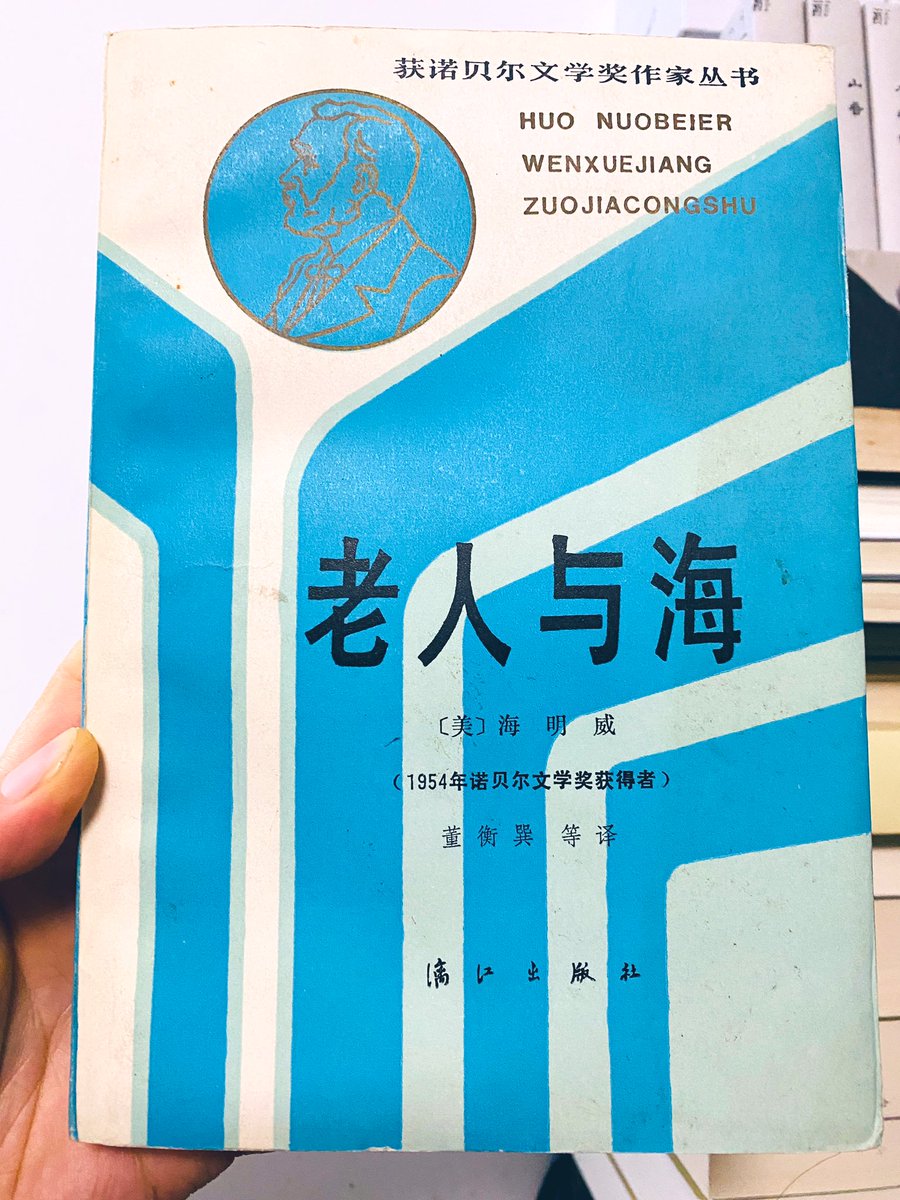 获诺贝尔文学奖作家丛书
HUO NUOBEIER
WENXUEJIANG
ZUOJIACONGSHU
老人与海
〔美〕海明威
（1954年诺贝尔文学奖获得者）
董衡巽 等译
漓江出版社